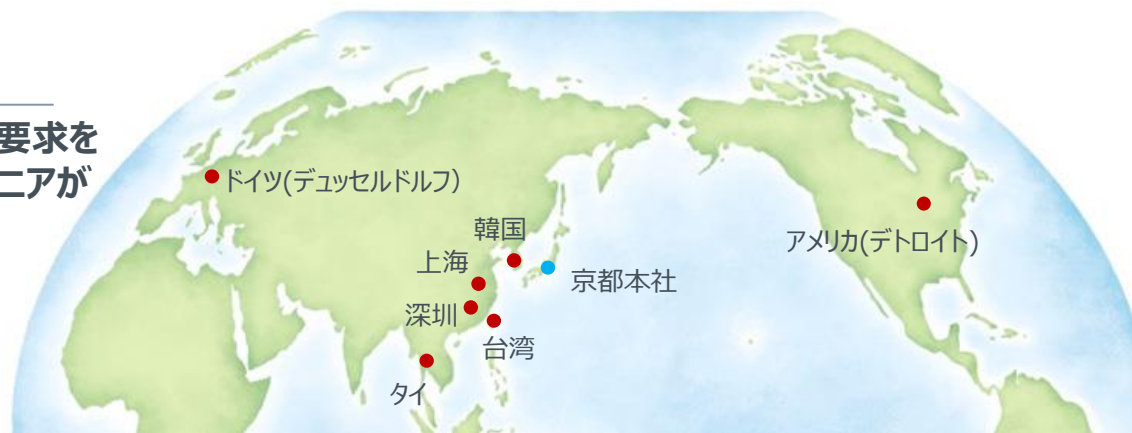 要求を
ニアが
ドイツ(デュッセルドルフ)
韓国
上海
京都本社
深圳
台湾
タイ
アメリカ(デトロイト)